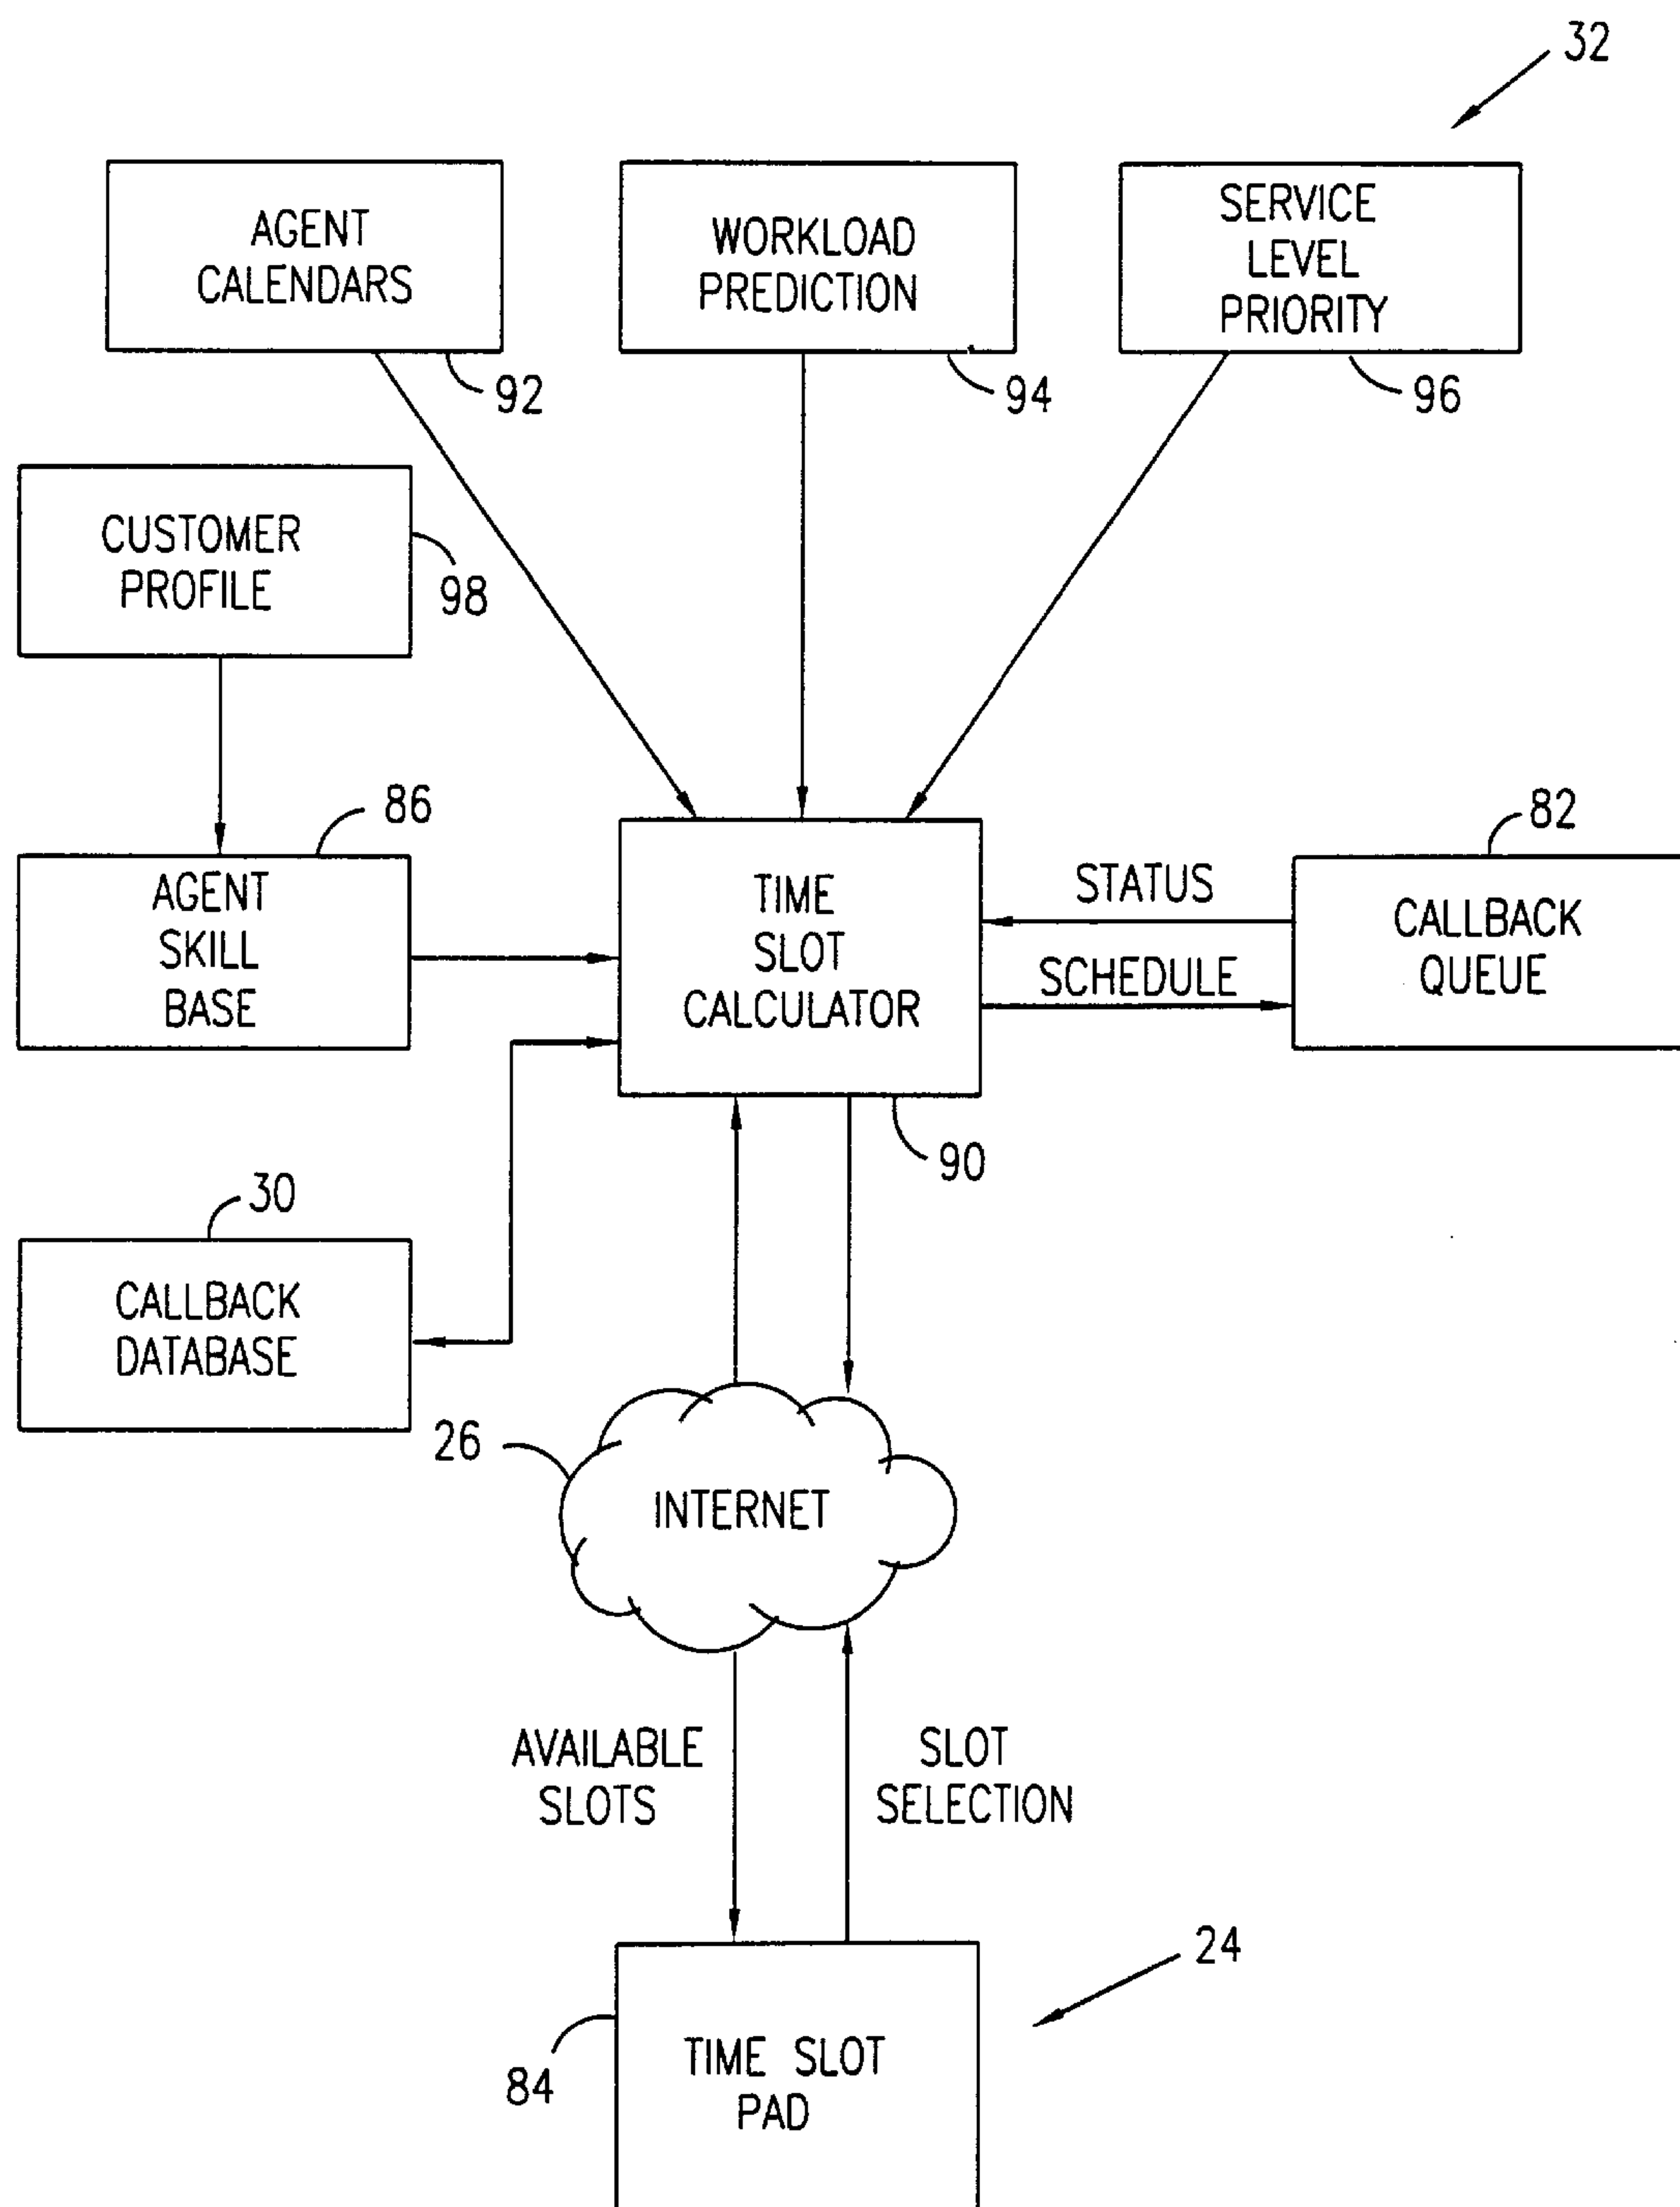 32
AGENT
CALENDARS
WORKLOAD
PREDICTION
SERVICE
LEVEL
PRIORITY
92
94
96
CUSTOMER
PROFILE
98
86
82
AGENT
SKILL
BASE
TIME
SLOT
CALCULATOR
STATUS
SCHEDULE
CALLBACK
QUEUE
90
30
CALLBACK
DATABASE
26
INTERNET
AVAILABLE
SLOTS
SLOT
SELECTION
24
84
TIME SLOT
PAD